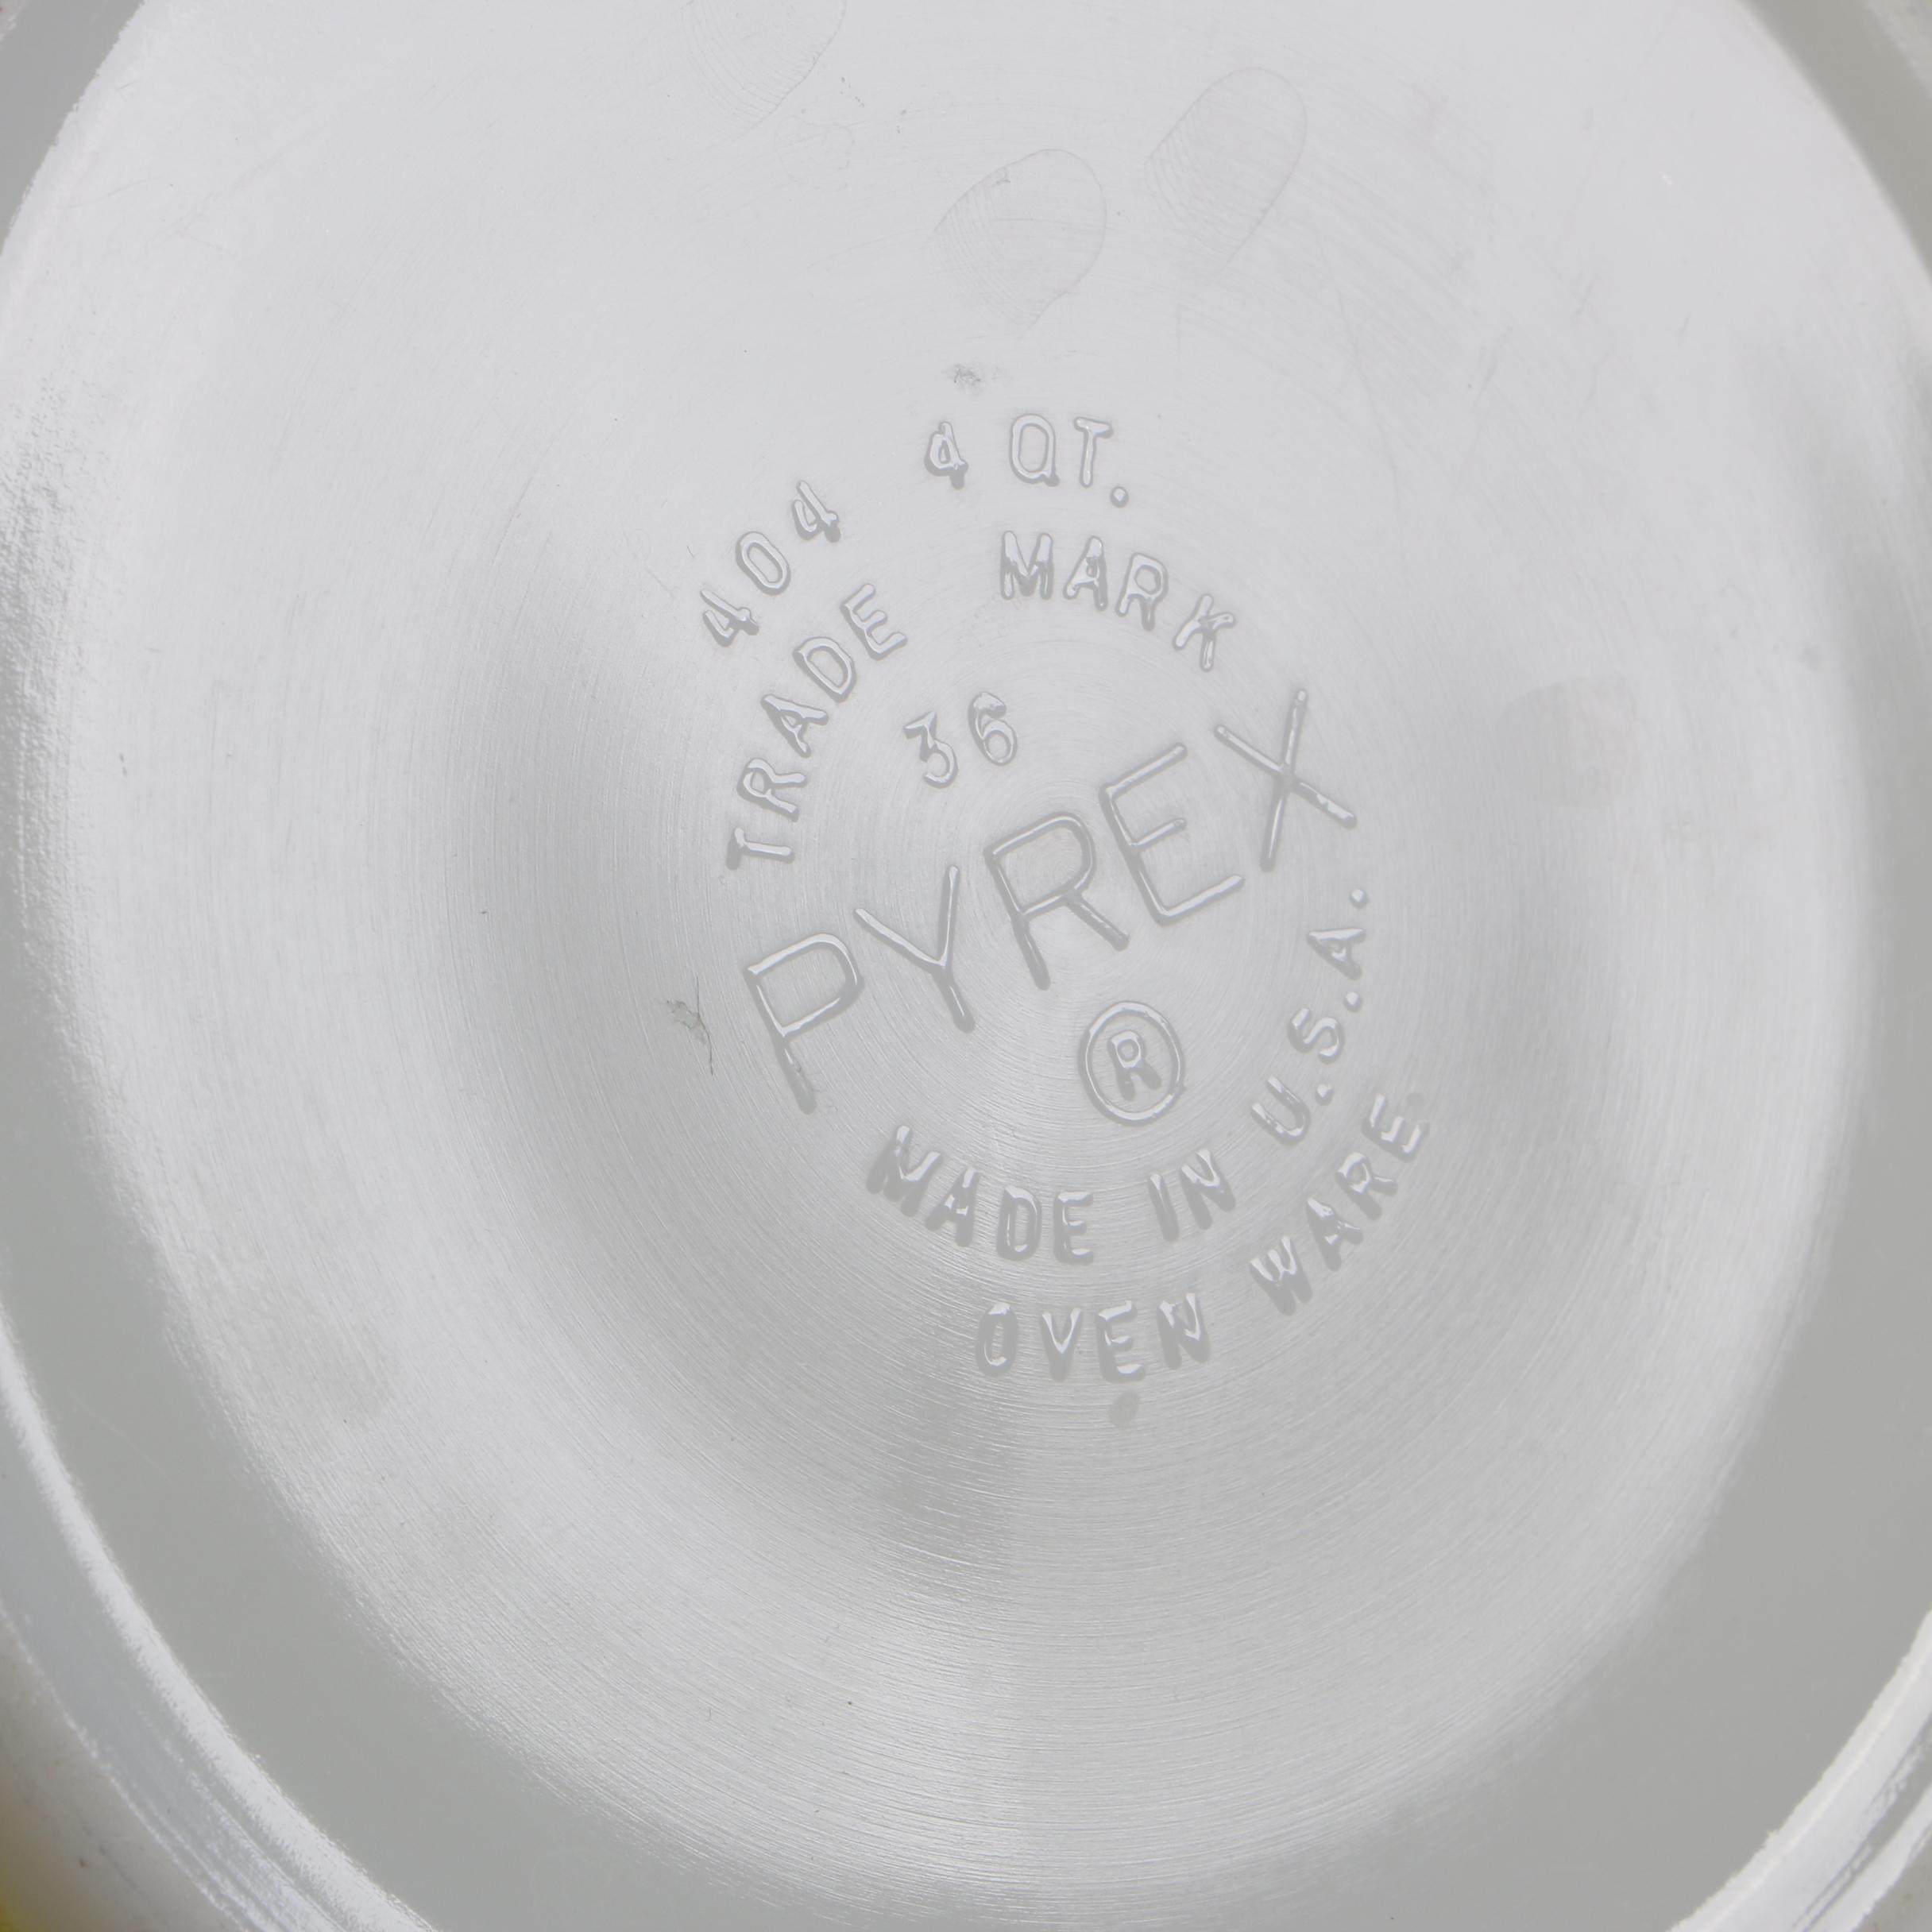 404 4 QT.
TRADE MARK
36
PYREX
®
MADE IN U.S.A.
OVEN WARE